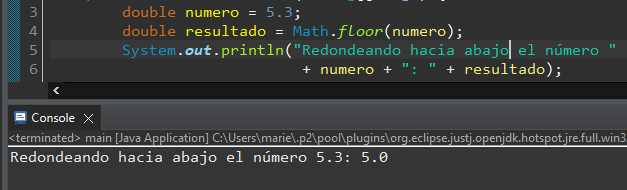 3 double numero = 5.3;
4 double resultado = Math.floor(numero);
5 System.out.println("Redondeando hacia abajo el número "
6 + numero + ": " + resultado);
Console
<terminated> main [Java Application] C:\Users\marie\.p2\pool\plugins\org.eclipse.justj.openjdk.hotspot.jre.full.win3
Redondeando hacia abajo el número 5.3: 5.0